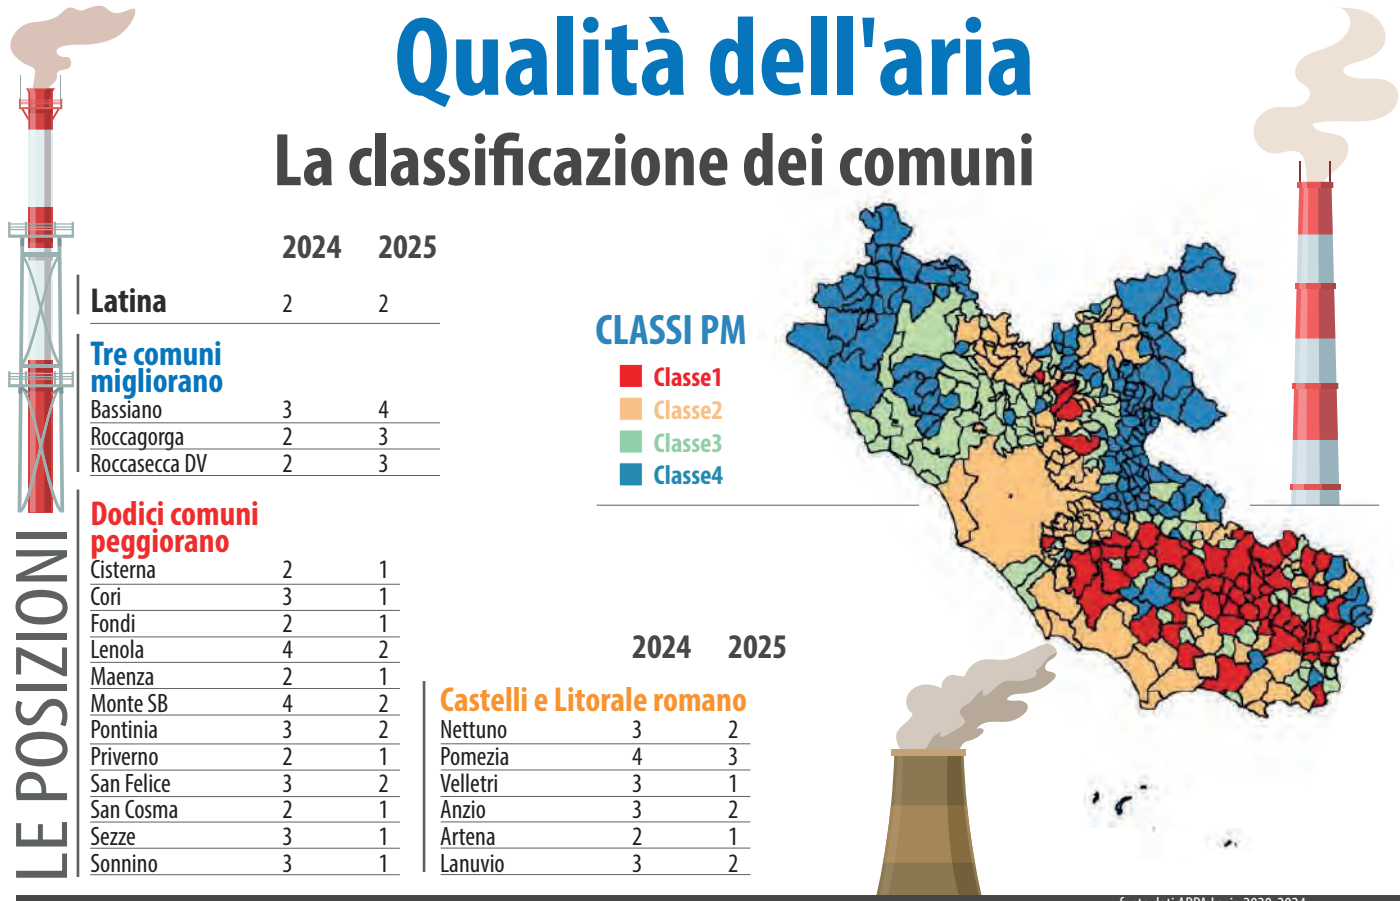 Qualità dell'aria
La classificazione dei comuni
LE POSIZIONI
2024 2025
Latina 2 2
Tre comuni
migliorano
Bassiano 3 4
Roccagorga 2 3
Roccasecca DV 2 3
Dodici comuni
peggiorano
Cisterna 2 1
Cori 3 1
Fondi 2 1
Lenola 4 2
Maenza 2 1
Monte SB 4 2
Pontinia 3 2
Priverno 2 1
San Felice 3 2
San Cosma 2 1
Sezze 3 1
Sonnino 3 1
CLASSI PM
Classe1
Classe2
Classe3
Classe4
2024 2025
Castelli e Litorale romano
Nettuno 3 2
Pomezia 4 3
Velletri 3 1
Anzio 3 2
Artena 2 1
Lanuvio 3 2